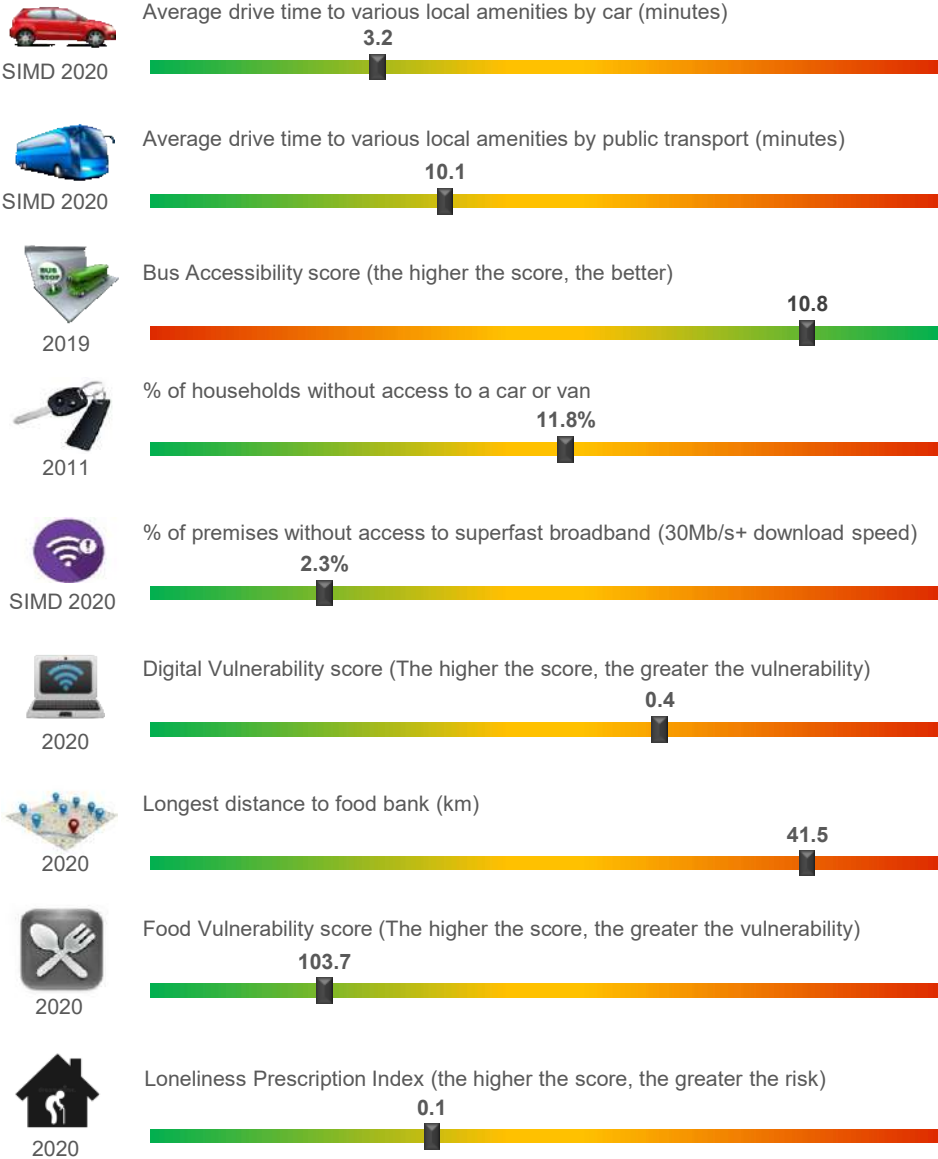 Average drive time to various local amenities by car (minutes)
3.2
SIMD 2020
Average drive time to various local amenities by public transport (minutes)
10.1
SIMD 2020
BUS
STOP
Bus Accessibility score (the higher the score, the better)
10.8
2019
% of households without access to a car or van
11.8%
2011
% of premises without access to superfast broadband (30Mb/s+ download speed)
2.3%
SIMD 2020
Digital Vulnerability score (The higher the score, the greater the vulnerability)
0.4
2020
Longest distance to food bank (km)
41.5
2020
Food Vulnerability score (The higher the score, the greater the vulnerability)
103.7
2020
Loneliness Prescription Index (the higher the score, the greater the risk)
0.1
2020